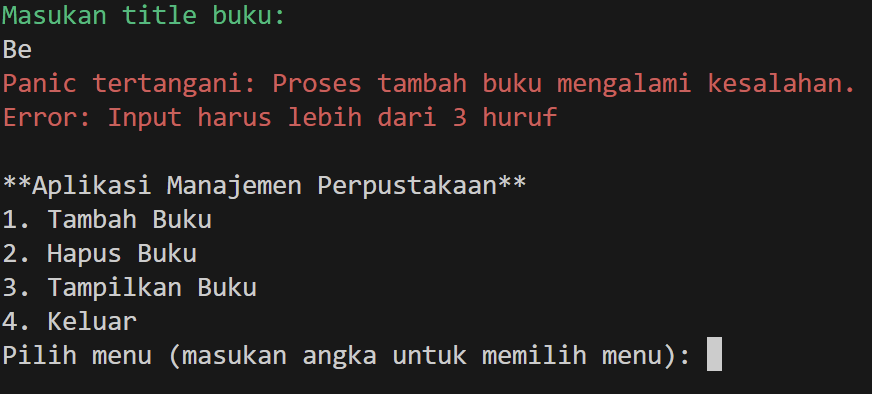 Masukan title buku:
Be
Panic tertangani: Proses tambah buku mengalami kesalahan.
Error: Input harus lebih dari 3 huruf
**Aplikasi Manajemen Perpustakaan**
1. Tambah Buku
2. Hapus Buku
3. Tampilkan Buku
4. Keluar
Pilih menu (masukan angka untuk memilih menu):